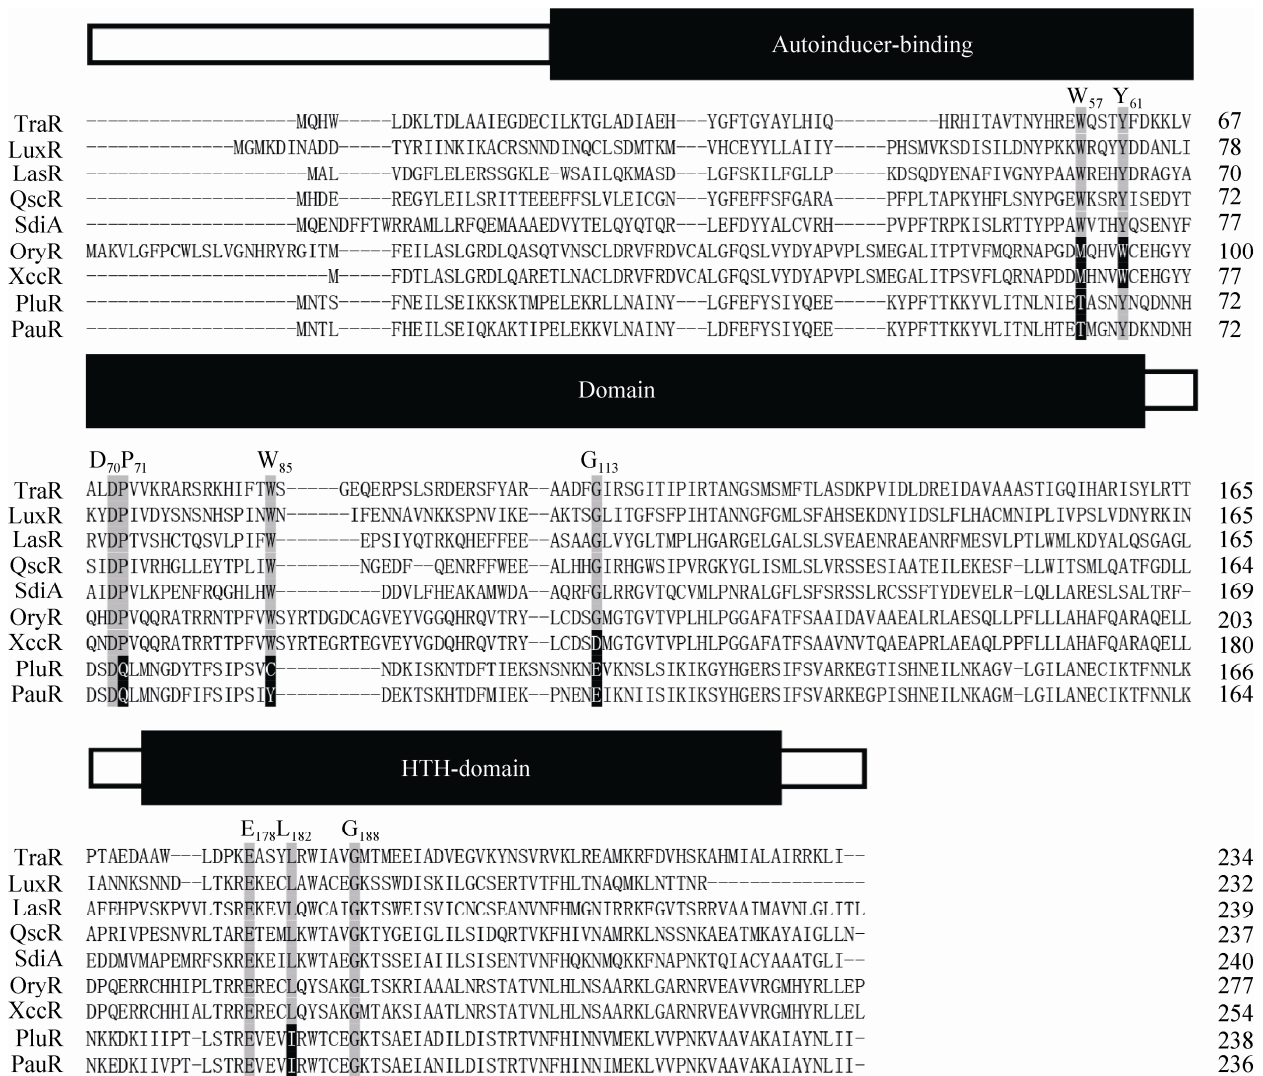 Autoinducer-binding
W57 Y61
TraR -----------------MQHW-----LDKLTDLAAIEGDECILKTGLADIAEH---YGFTGYAYLHIQ----------HRHITAVTNYHREWQSTYFDKKLV 67
LuxR --------------MGMKDINADD-----TYRIINKIKACRSNNDINQCLSDMTKM---VHCEYYLLAIIY-----PHSMVKSDISILDNYPKKWRQYYDDANLI 78
LasR ---------------------MAL-----VDGFLELERSSGKLE-WSAILQKMASD---LGFSKILFGLLP-----KDSQDYENAFIVGNYPAAWREHYDRAGYA 70
QscR --------------------MHDE-----REGYLEILSRITTEEEFFSLVLEICGN---YGFEFFSFGARA-----PFPLTAPKYHFLSNYPGEWKSRYISEDYT 72
SdiA --------------------MQENDFFTWRRAMLLRFQEMAAAEDVYTELQYQTQR---LEFDYYALCVRH-----PVPFTRPKISLRTTYPPAWVTHYQSENYF 77
OryR MAKVLGFPCWLSLVGNHRYRGITM-----FEILASLGRDLQASQTVNSCLDRVFRDVCALGFQSLVYDYAPVPLSMEGALITPTVFMQRNAPGDMQHVWCEHGYY 100
XccR -----------------------M-----FDTLASLGRDLQARETLNACLDRVFRDVCALGFQSLVYDYAPVPLSMEGALITPSVFLQRNAPDDMHNVWCEHGYY 77
PluR --------------------MNTS-----FNEILSEIKKSKTMPELEKRLLNAINY---LGFEFYSIYQEE-----KYPFTTKKYVLITNLNIETASNYNQDNNH 72
PauR --------------------MNTL-----FHEILSEIQKAKTIPELEKKVLNAINY---LDFEFYSIYQEE-----KYPFTTKKYVLITNLHTETMGNYDKNDNH 72
Domain
D70P71 W85 G113
TraR ALDPVVKRARSRKHIFTWS-----GEQERPSLSRDERSFYAR--AADFGIRSGITIPIRTANGSMSMFTLASDKPVIDLDREIDAVAAASTIGQIHARISYLRTT 165
LuxR KYDPIVDYSNSNHSPINWN------IFENNAVNKKSPNVIKE--AKTSGLITGFSFPIHTANNGFGMLSFAHSEKDNYIDSLFLHACMNIPLIVPSLVDNYRKIN 165
LasR RVDPTVSHCTQSVLPIFW--------EPSIYQTRKQHEFFEE--ASAAGLVYGLTMPLHGARGELGALSLSVEAENRAEANRFMESVLPTLWMLKDYALQSGAGL 165
QscR SIDPIVRHGLLEYTPLIW--------NGEDF--QENRFFWEE--ALHHGIRHGWSIPVRGKYGLISMLSLVRSSESIAATEILEKESF-LLWITSMLQATFGDLL 164
SdiA AIDPVLKPENFRQGHLHW----------DDVLFHEAKAMWDA--AQRFGLRRGVTQCVMLPNRALGFLSFSRSSLRCSSFTYDEVELR-LQLLARESLSALTRF- 169
OryR QHDPVQQRATRRNTPFVWSYRTDGDCAGVEYVGDQHRQVTRY--LCDSGMGTGVTVPLHLPGGAFATFSAAIDAVAAEALRLAESQLLPFLLLAHAFQARAQELL 203
XccR QNDPVQQRATRRTTPFVWSYRTEGRTEGVEYVGDQHRQVTRY--LCDSDMGTGVTVPLHLPGGAFATFSAAVNVTQAEAPRLAEAQLPPFLLLAHAFQARAQELL 180
PluR DSDQLMNGDYTFSIPSVC----------NDKISKNTDFTIEKSNSNKNEVKNSLSIKIKGYHGERSIFSVARKEGTISHNEILNKAGV-LGILANECIKTFNNLK 166
PauR DSDQLMNGDFIFSIPSIY----------DEKTSKHTDFMIEK--PNENEIKNIISIKIKSYHGERSIFSVARKEGPISHNEILNKAGM-LGILANECIKTFNNLK 164
HTH-domain
E178L182 G188
TraR PTAEDAAW---LDPKEASYLRWIAVGMTMEEIADVEGVKYNSVRVKLREAMKRFDVHSKAHMIALAIRRKLI-- 234
LuxR IANNKSNND--LTKREKECLAWACEGKSSWDISKILGCSERTVTFHLTNAQMKLNTTNR--------------- 232
LasR AFEHPVSKPVVLTSREKEVLQWCAIGKTSWEISVICNCSEANVNFHMGNIRRKFGVTSRRVAAIMAVNLGLITL 239
QscR APRIVPESNVRLTARETEMLKWTAVGKTYGEIGLILSIDQRTVKFHIVNAMRKLNSSNKAEATMKAYAIGLLN- 237
SdiA EDDMVMAPEMRFSKREKEILKWTAEGKTSSEIAIILSISENTVNFHQKNMQKKFNAPNKTQIACYAAATGLI-- 240
OryR DPQERRCHHIPLTRRERECLQYSAKGLTSKRIAAALNRSTATVNLHLNSAARKLGARNRVEAVVRGMHYRLLEP 277
XccR DPQERRCHHIALTRRERECLQYSAKGMTAKSIAATLNRSTATVNLHLNSAARKLGARNRVEAVVRGMHYRLLEL 254
PluR NKKDKIIIPT-LSTREVEVIRWTCEGKTSAEIADILDISTRTVNFHINNVMEKLVVPNKVAAVAKAIAYNLII- 238
PauR NKEDKIIVPT-LSTREVEVIRWTCEGKTSAEIANILDISTRTVNFHINNIMEKLVVPNKVAAVAKAIAYNLII- 236